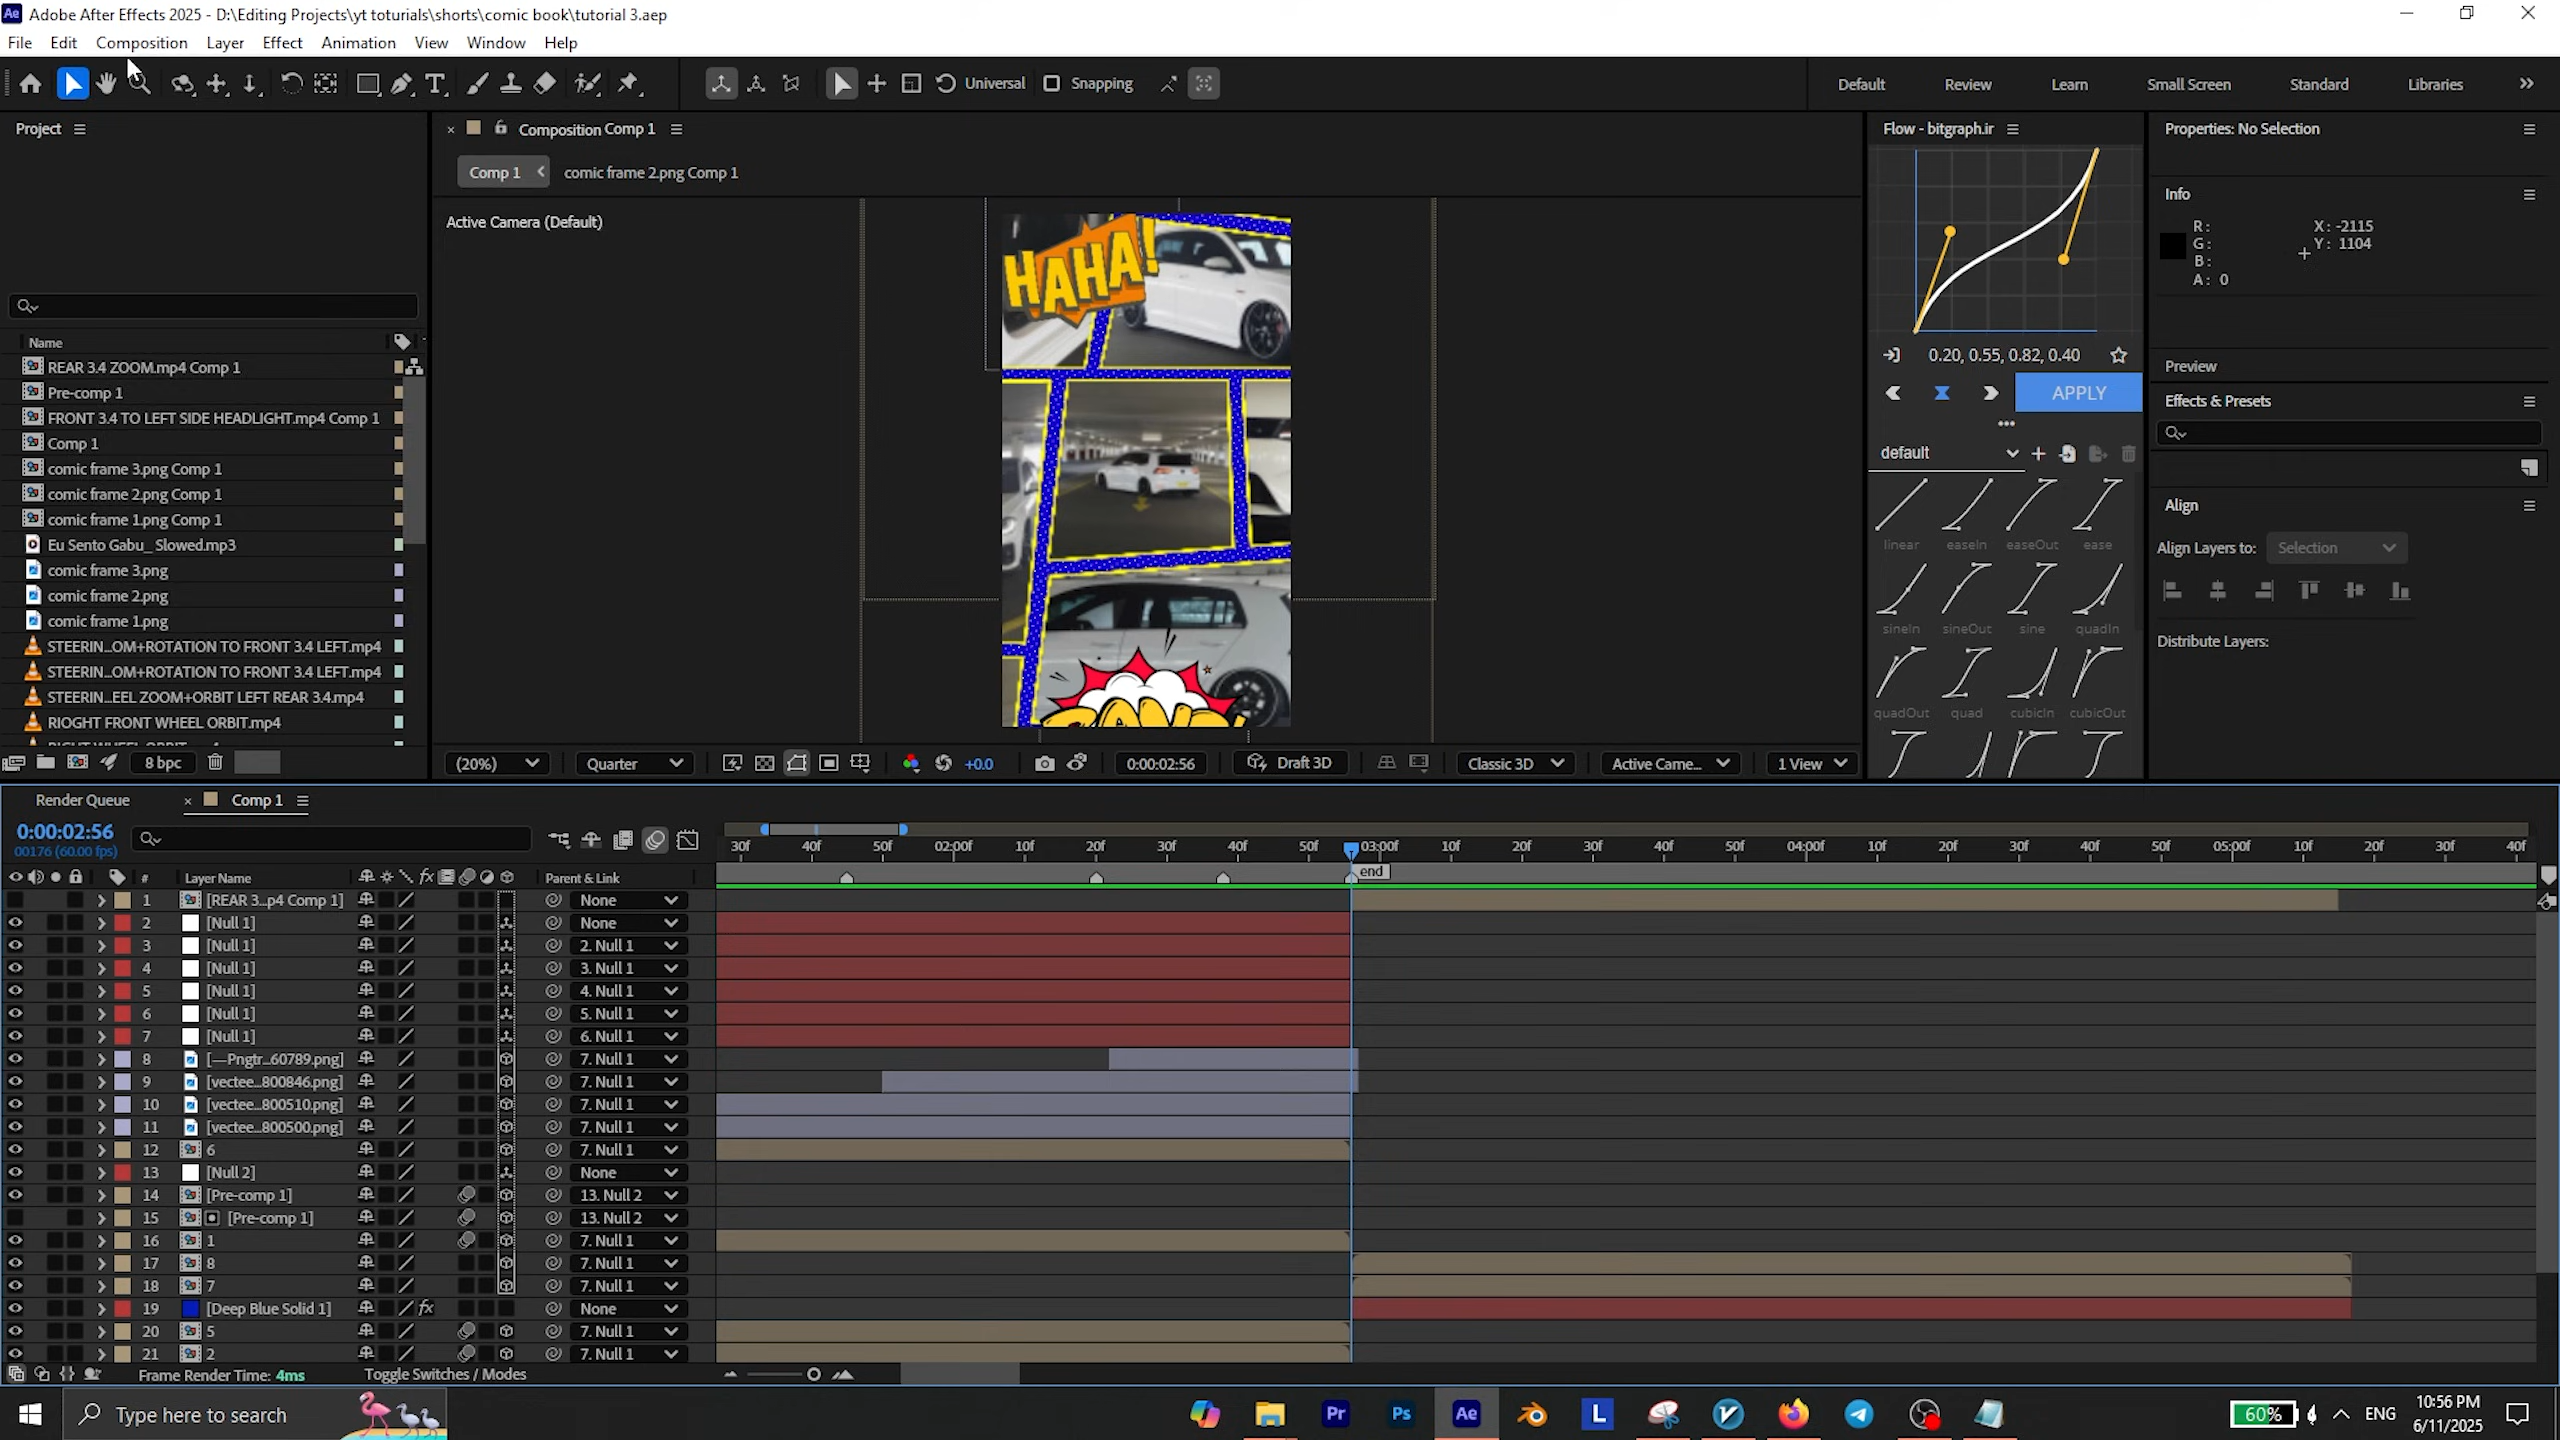 Adobe After Effects 2025 - D:\Editing Projects\yt toturials\shorts\comic book\tutorial 3.aep
File Edit Composition Layer Effect Animation View Window Help
Universal Snapping Default Review Learn Small Screen Standard Libraries
Project
Name
REAR 3.4 ZOOM.mp4 Comp 1
Pre-comp 1
FRONT 3.4 TO LEFT SIDE HEADLIGHT.mp4 Comp 1
Comp 1
comic frame 3.png Comp 1
comic frame 2.png Comp 1
comic frame 1.png Comp 1
Eu Sento Gabu_ Slowed.mp3
comic frame 3.png
comic frame 2.png
comic frame 1.png
STEERIN...OM+ROTATION TO FRONT 3.4 LEFT.mp4
STEERIN...OM+ROTATION TO FRONT 3.4 LEFT.mp4
STEERIN...EEL ZOOM+ORBIT LEFT REAR 3.4.mp4
RIOGHT FRONT WHEEL ORBIT.mp4
8 bpc
Composition Comp 1
Comp 1 comic frame 2.png Comp 1
Active Camera (Default)
HAHA!
(20%) Quarter +0.0 0:00:02:56 Draft 3D Classic 3D Active Came... 1 View
Flow - bitgraph.ir
0.20, 0.55, 0.82, 0.40
APPLY
default
linear easeIn easeOut ease
sineIn sineOut sine quadIn
quadOut quad cubicIn cubicOut
Properties: No Selection
Info
R: X: -2115
G: Y: 1104
B:
A: 0
Preview
Effects & Presets
Align
Align Layers to: Selection
Distribute Layers:
Render Queue Comp 1
0:00:02:56
00176 (60.00 fps)
30f 40f 50f 02:00f 10f 20f 30f 40f 50f 03:00f 10f 20f 30f 40f 50f 04:00f 10f 20f 30f 40f 50f 05:00f 10f 20f 30f 40f
# Layer Name fx Parent & Link end
1 [REAR 3...p4 Comp 1] None
2 [Null 1] None
3 [Null 1] 2. Null 1
4 [Null 1] 3. Null 1
5 [Null 1] 4. Null 1
6 [Null 1] 5. Null 1
7 [Null 1] 6. Null 1
8 [—Pngtr...60789.png] 7. Null 1
9 [vectee...800846.png] 7. Null 1
10 [vectee...800510.png] 7. Null 1
11 [vectee...800500.png] 7. Null 1
12 6 7. Null 1
13 [Null 2] None
14 [Pre-comp 1] 13. Null 2
15 [Pre-comp 1] 13. Null 2
16 1 7. Null 1
17 8 7. Null 1
18 7 7. Null 1
19 [Deep Blue Solid 1] fx None
20 5 7. Null 1
21 2 7. Null 1
Frame Render Time: 4ms Toggle Switches / Modes
Type here to search
Pr Ps Ae L
60% ENG
10:56 PM
6/11/2025